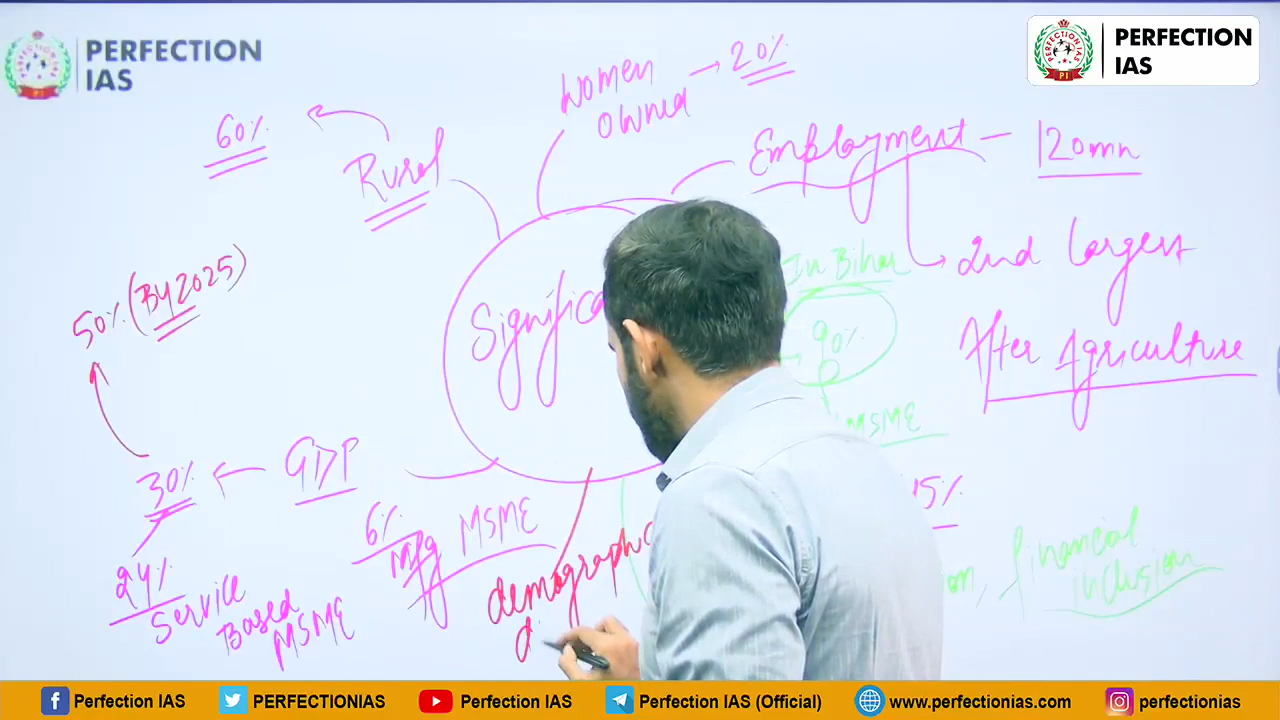 PERFECTION
IAS
PERFECTION
IAS
Women
Owned → 20%
60%
Rural
Employment - 120mn
2nd largest
After Agriculture
In Bihar
90%
MSME
Significa
50% (By 2025)
30% ← GDP
24%
Service
Based
MSME
6%
Mfg MSME
demographic
d
15%
financial
inclusion
Perfection IAS
PERFECTIONIAS
Perfection IAS
Perfection IAS (Official)
www.perfectionias.com
perfectionias